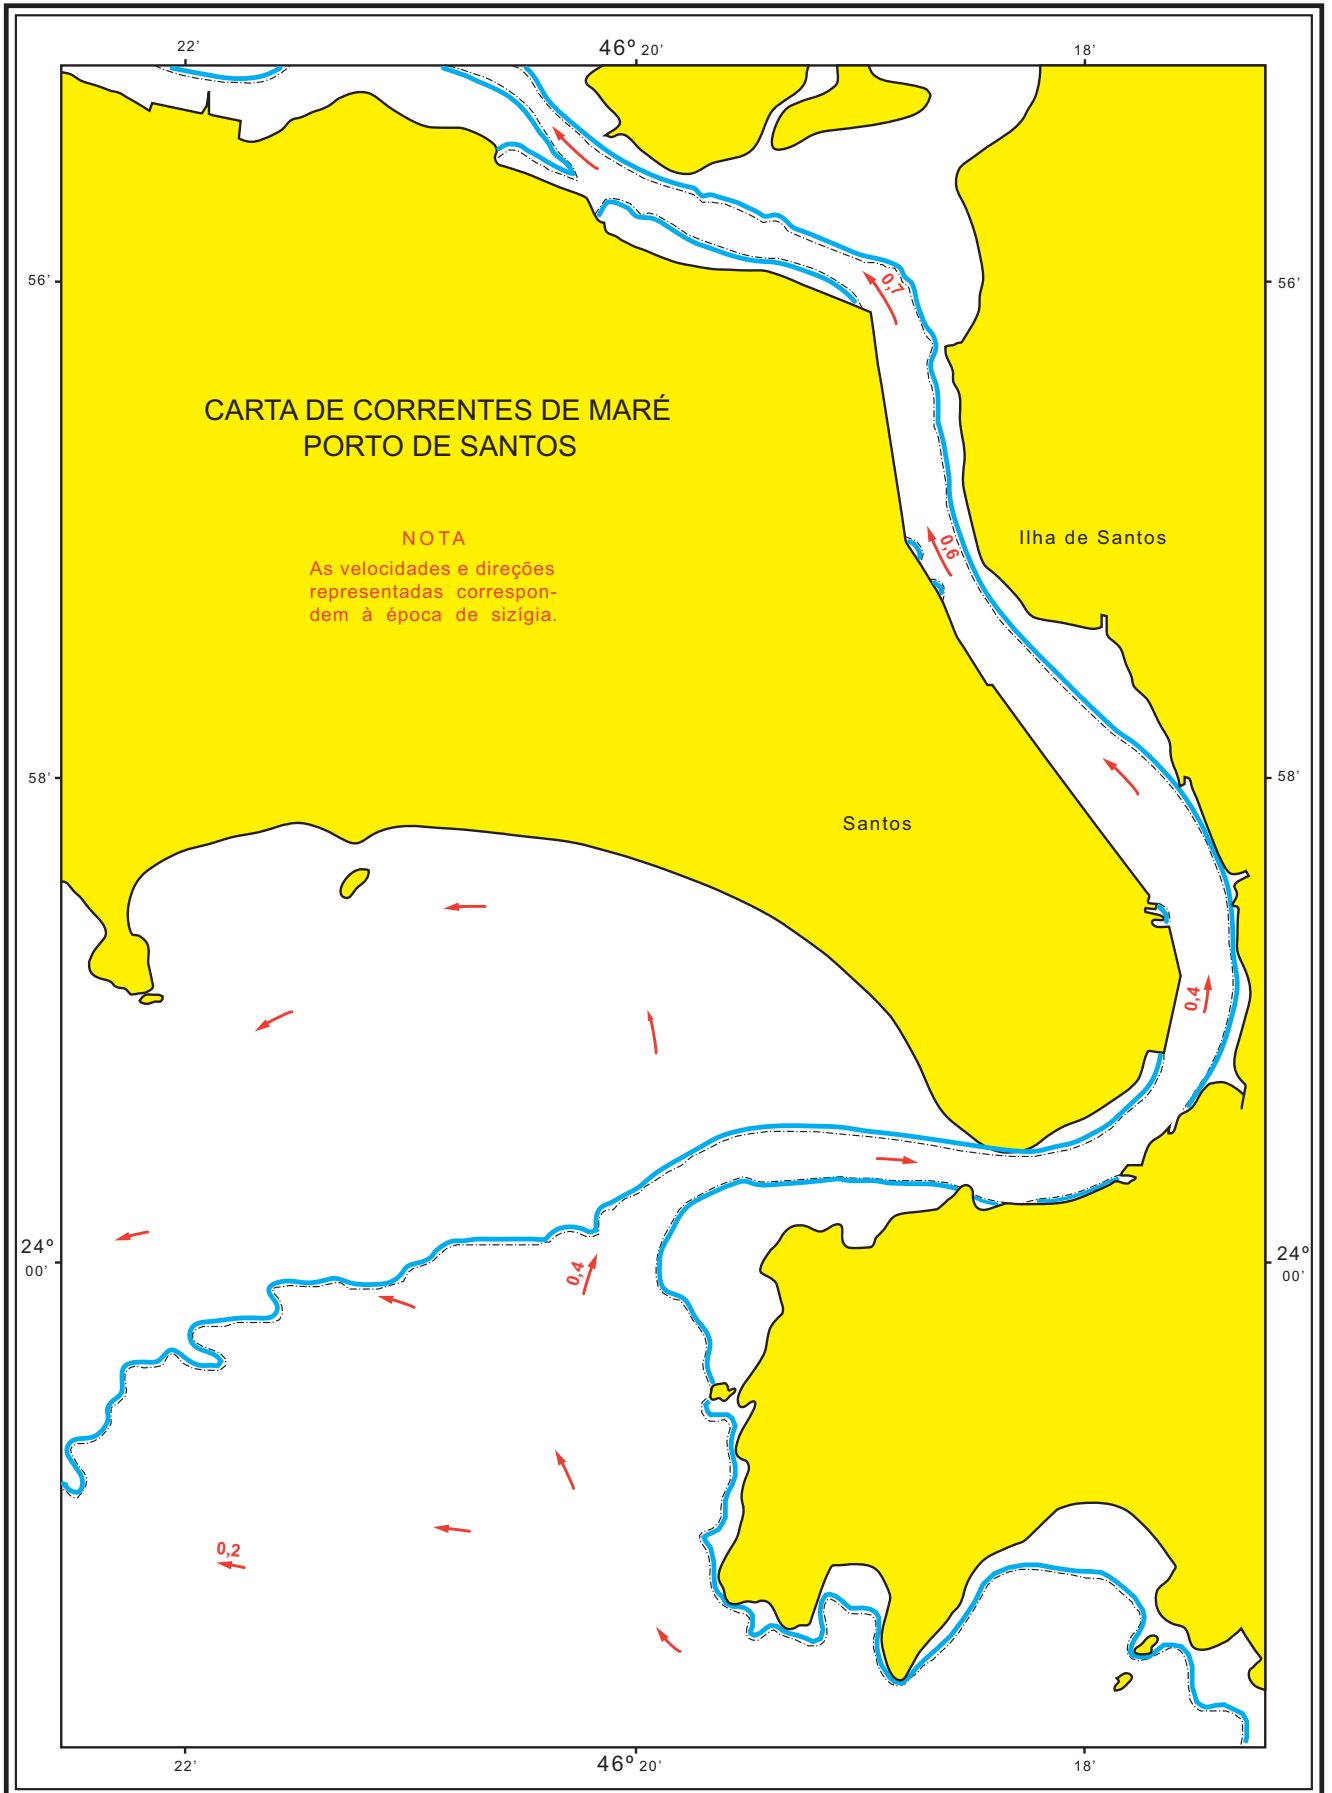 22’
46º 20’
18’
0,7
56’
56’
CARTA DE CORRENTES DE MARÉ
PORTO DE SANTOS
NOTA
As velocidades e direções
representadas correspon-
dem à época de sizígia.
0,6
Ilha de Santos
58’
58’
Santos
0,4
24º
00’
24º
00’
0,4
0,2
22’
46º 20’
18’